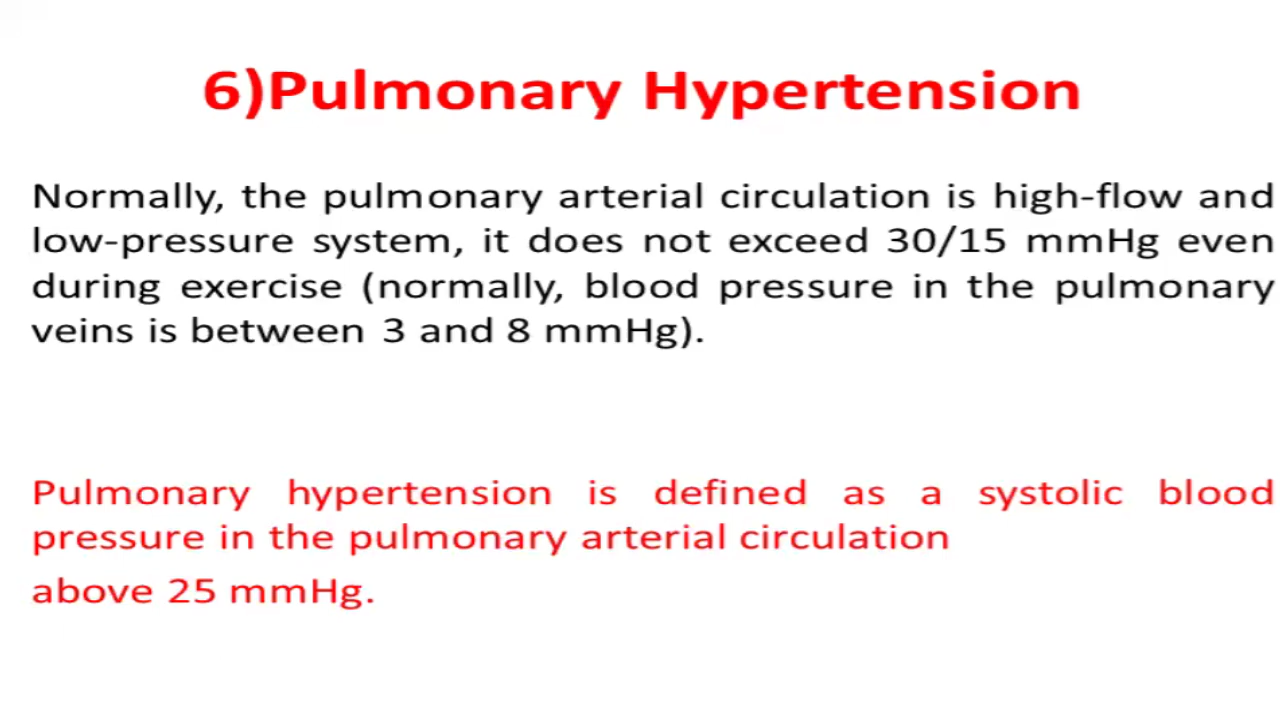 6)Pulmonary Hypertension
Normally, the pulmonary arterial circulation is high-flow and
low-pressure system, it does not exceed 30/15 mmHg even
during exercise (normally, blood pressure in the pulmonary
veins is between 3 and 8 mmHg).
Pulmonary hypertension is defined as a systolic blood
pressure in the pulmonary arterial circulation
above 25 mmHg.